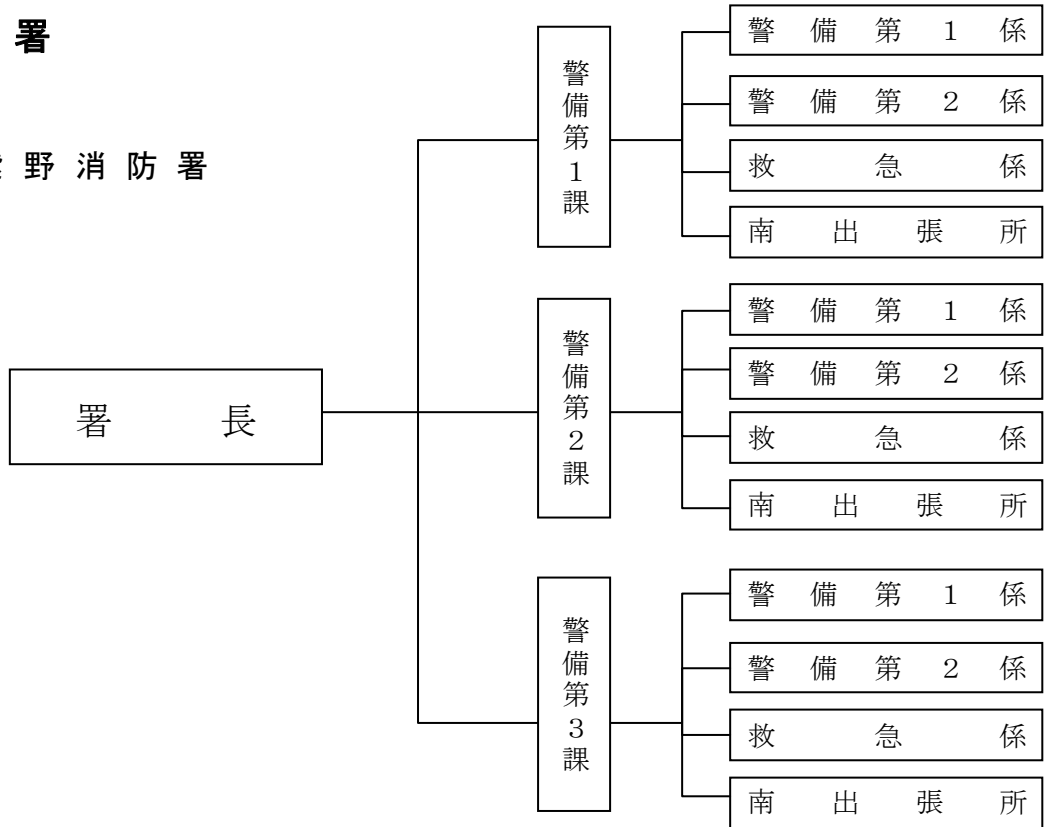 署
野消防署
署長
警備第1課
警備第1係
警備第2係
救急係
南出張所
警備第2課
警備第1係
警備第2係
救急係
南出張所
警備第3課
警備第1係
警備第2係
救急係
南出張所